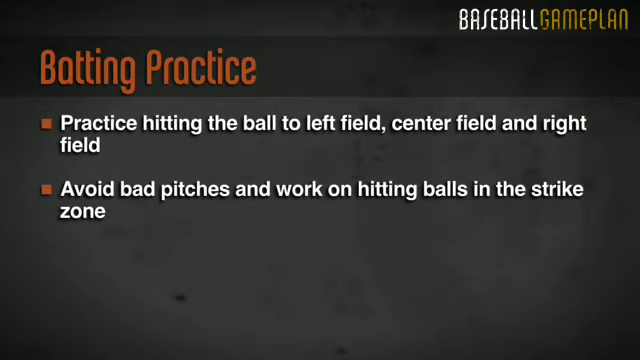 BASEBALLGAMEPLAN
Batting Practice
Practice hitting the ball to left field, center field and right
field
Avoid bad pitches and work on hitting balls in the strike
zone